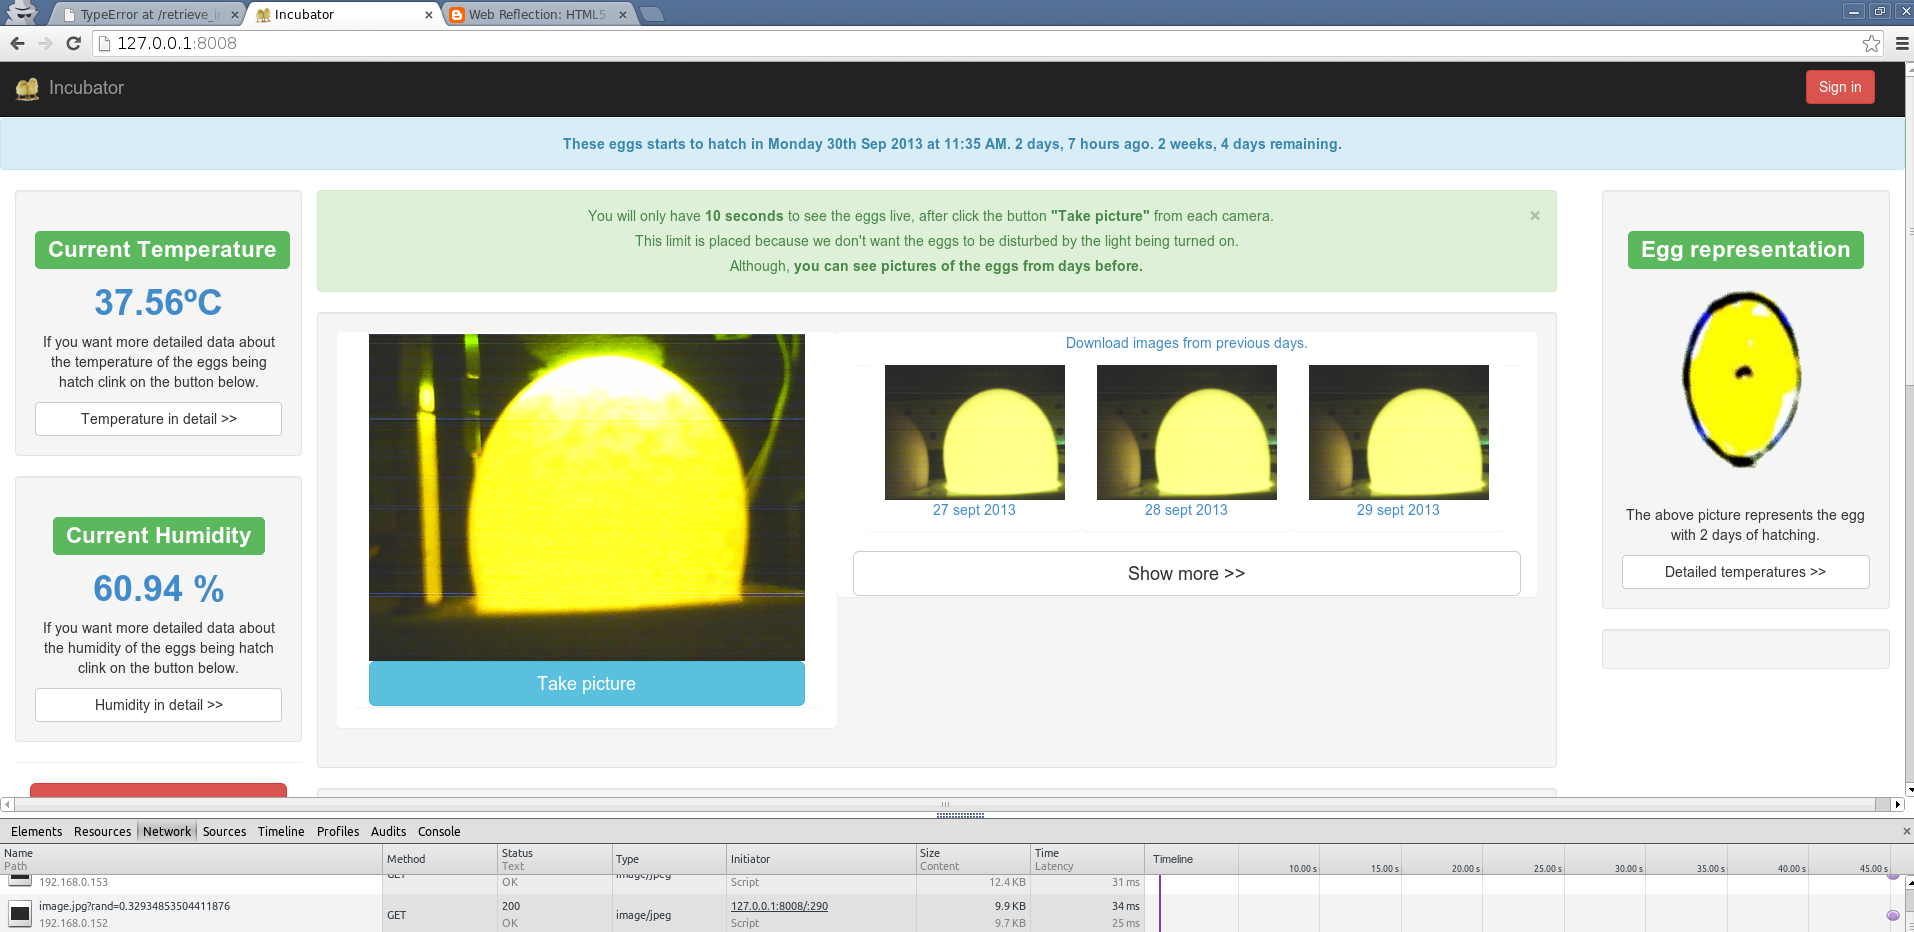 TypeError at /retrieve_i
Incubator
Web Reflection: HTML5
127.0.0.1:8008
Incubator
Sign in
These eggs starts to hatch in Monday 30th Sep 2013 at 11:35 AM. 2 days, 7 hours ago. 2 weeks, 4 days remaining.
Current Temperature
37.56ºC
If you want more detailed data about
the temperature of the eggs being
hatch clink on the button below.
Temperature in detail >>
Current Humidity
60.94 %
If you want more detailed data about
the humidity of the eggs being hatch
clink on the button below.
Humidity in detail >>
You will only have 10 seconds to see the eggs live, after click the button "Take picture" from each camera.
This limit is placed because we don't want the eggs to be disturbed by the light being turned on.
Although, you can see pictures of the eggs from days before.
Take picture
Download images from previous days.
27 sept 2013
28 sept 2013
29 sept 2013
Show more >>
Egg representation
The above picture represents the egg
with 2 days of hatching.
Detailed temperatures >>
Elements Resources Network Sources Timeline Profiles Audits Console
Name Path
Method
Status Text
Type
Initiator
Size Content
Time Latency
Timeline
10.00 s 15.00 s 20.00 s 25.00 s 30.00 s 35.00 s 40.00 s 45.00 s
GET image/jpeg
192.168.0.153 OK Script 12.4 KB 31 ms
image.jpg?rand=0.32934853504411876 200 127.0.0.1:8008/:290 9.9 KB 34 ms
GET image/jpeg
192.168.0.152 OK Script 9.7 KB 25 ms